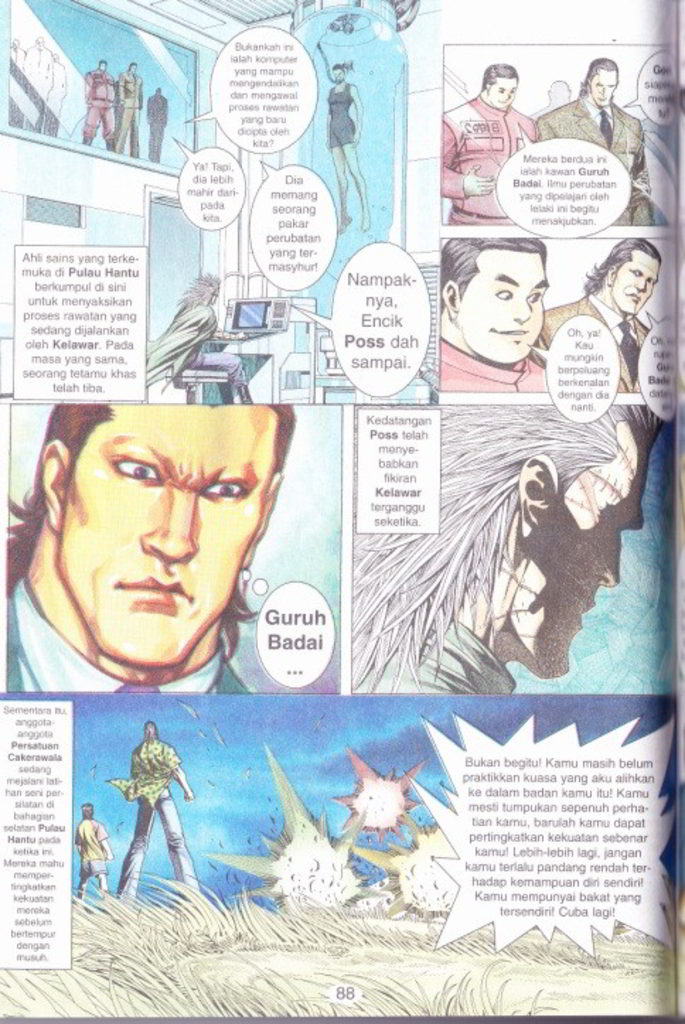 Bukankah ini
ialah komputer
yang mampu
mengendalikan dan
mengawal
proses rawatan
yang baru
dicipta oleh
kita?
Ya! Tapi,
dia lebih
mahir dari-
pada
kita.
Dia
memang
seorang
pakar
perubatan
yang ter-
masyhur!
Ahli sains yang terke-
muka di Pulau Hantu
berkumpul di sini
untuk menyaksikan
proses rawatan yang
sedang dijalankan
oleh Kelawar. Pada
masa yang sama,
seorang tetamu khas
telah tiba.
Nampak-
nya,
Encik
Poss dah
sampai.
Mereka berdua ini
ialah kawan Guruh
Badai. Ilmu perubatan
yang dipelajari oleh
lelaki ini begitu
menakjubkan.
Oh, ya?
Kau
mungkin
berkenalan
dengan dia
nanti.
Guruh
Badai
...
Kedatangan
Poss telah
menye-
babkan
fikiran
Kelawar
terganggu
seketika.
Sementara itu,
anggota-
anggota
Persatuan
Cakerawala
sedang
mejalani lati-
han seni per-
silatan di
bahagian
selatan Pulau
Hantu pada
ketika ini.
Mereka mahu
memper-
tingkatkan
kekuatan
mereka
sebelum
bertempur
dengan
musuh.
Bukan begitu! Kamu masih belum
praktikkan kuasa yang aku alihkan
ke dalam badan kamu itu! Kamu
mesti tumpukan sepenuh perha-
tian kamu, barulah kamu dapat
pertingkatkan kekuatan sebenar
kamu! Lebih-lebih lagi, jangan
kamu pandang rendah ter-
hadap kemampuan diri sendiri!
Kamu mempunyai bakat yang
tersendiri! Cuba lagi!
88